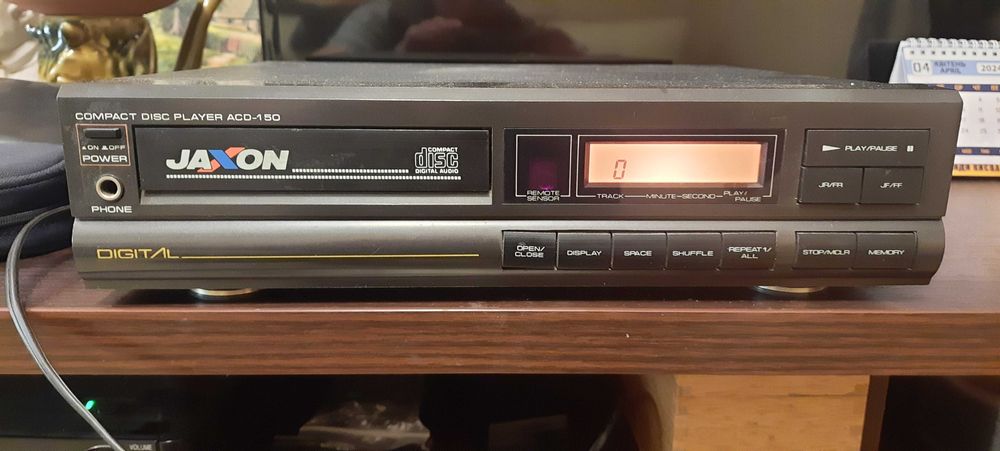 COMPACT DISC PLAYER ACD-150
ON OFF
POWER
PHONE
JAXON
COMPACT
disc
DIGITAL AUDIO
REMOTE
SENSOR
0
TRACK MINUTE SECOND PLAY/
PAUSE
PLAY/PAUSE
JR/FR
JF/FF
DIGITAL
OPEN/
CLOSE
DISPLAY
SPACE
SHUFFLE
REPEAT 1/
ALL
STOP/MCLR
MEMORY
04
КВІТЕНЬ
APRIL
2024
VOLUME